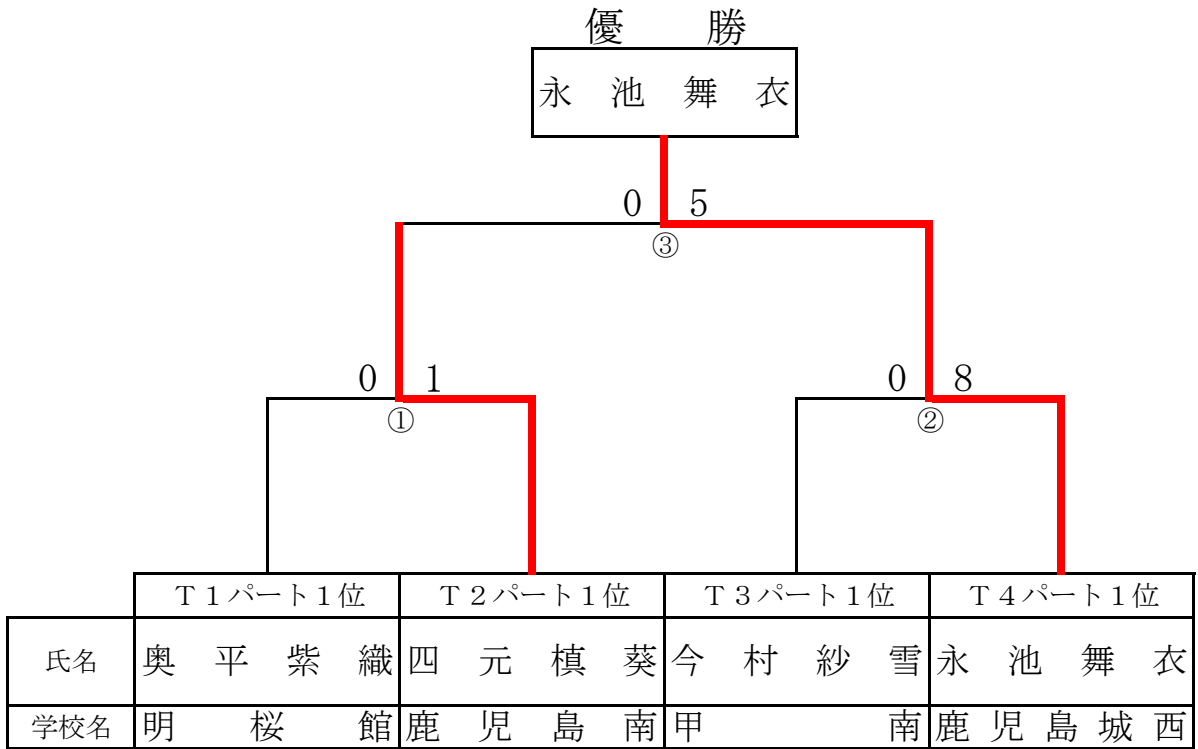 優勝
永池舞衣
0 5
③
0 1
0 8
①
②
T1パート1位 T2パート1位 T3パート1位 T4パート1位
氏名 奥平紫織 四元槙葵 今村紗雪 永池舞衣
学校名 明桜館 鹿児島南 甲南 鹿児島城西